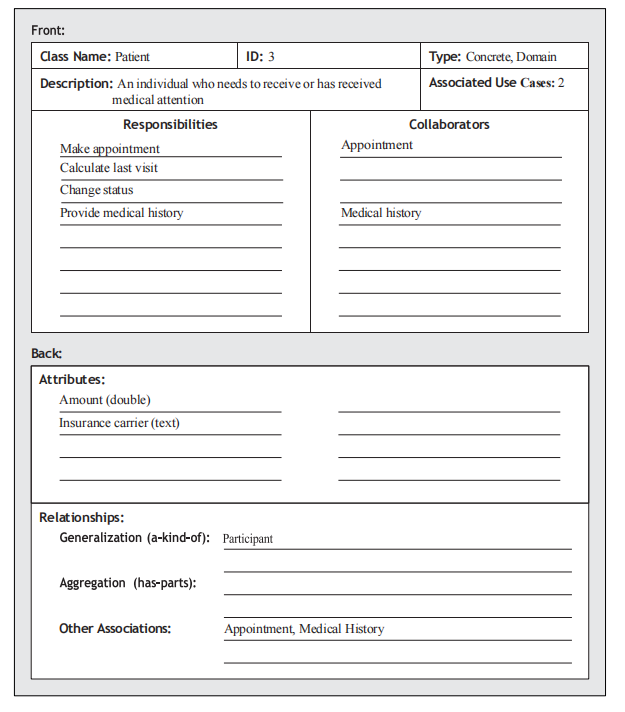 Front:
Class Name: Patient
ID: 3
Type: Concrete, Domain
Description: An individual who needs to receive or has received
medical attention
Associated Use Cases: 2
Responsibilities
Make appointment
Calculate last visit
Change status
Provide medical history
Collaborators
Appointment
Medical history
Back:
Attributes:
Amount (double)
Insurance carrier (text)
Relationships:
Generalization (a-kind-of): Participant
Aggregation (has-parts):
Other Associations: Appointment, Medical History